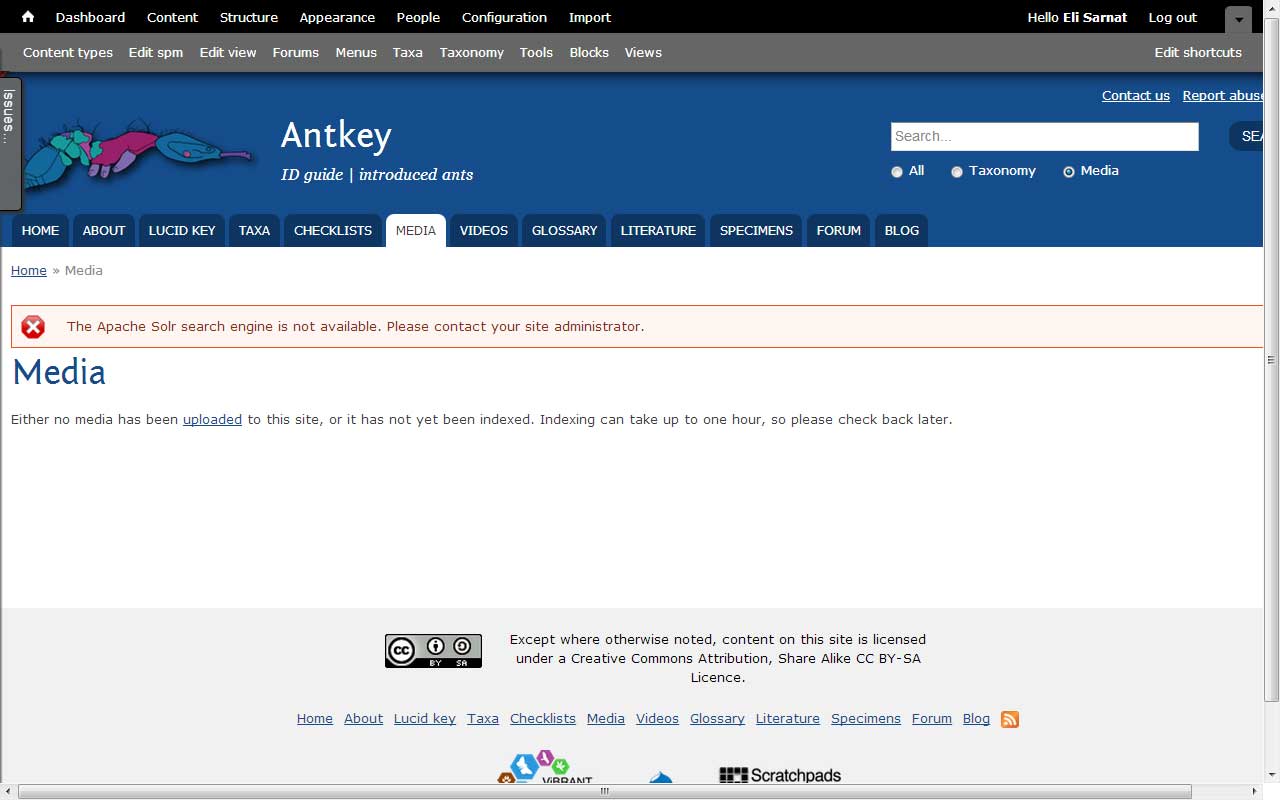 Dashboard Content Structure Appearance People Configuration Import Hello Eli Sarnat Log out
Content types Edit spm Edit view Forums Menus Taxa Taxonomy Tools Blocks Views Edit shortcuts
Issues...
Contact us Report abuse
Antkey
ID guide | introduced ants
Search... SEA
All Taxonomy Media
HOME ABOUT LUCID KEY TAXA CHECKLISTS MEDIA VIDEOS GLOSSARY LITERATURE SPECIMENS FORUM BLOG
Home » Media
The Apache Solr search engine is not available. Please contact your site administrator.
Media
Either no media has been uploaded to this site, or it has not yet been indexed. Indexing can take up to one hour, so please check back later.
cc BY SA
Except where otherwise noted, content on this site is licensed
under a Creative Commons Attribution, Share Alike CC BY-SA
Licence.
Home About Lucid key Taxa Checklists Media Videos Glossary Literature Specimens Forum Blog
ViBRANT Scratchpads